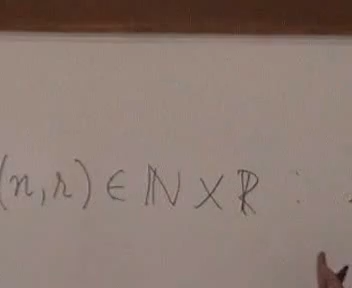 (n, r) ∈ ℕ × ℝ :